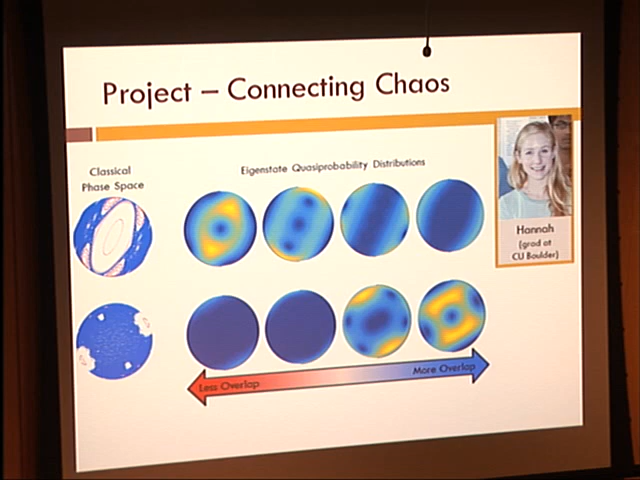 Project – Connecting Chaos
Classical
Phase Space
Eigenstate Quasiprobability Distributions
Hannah
(grad at
CU Boulder)
Less Overlap
More Overlap